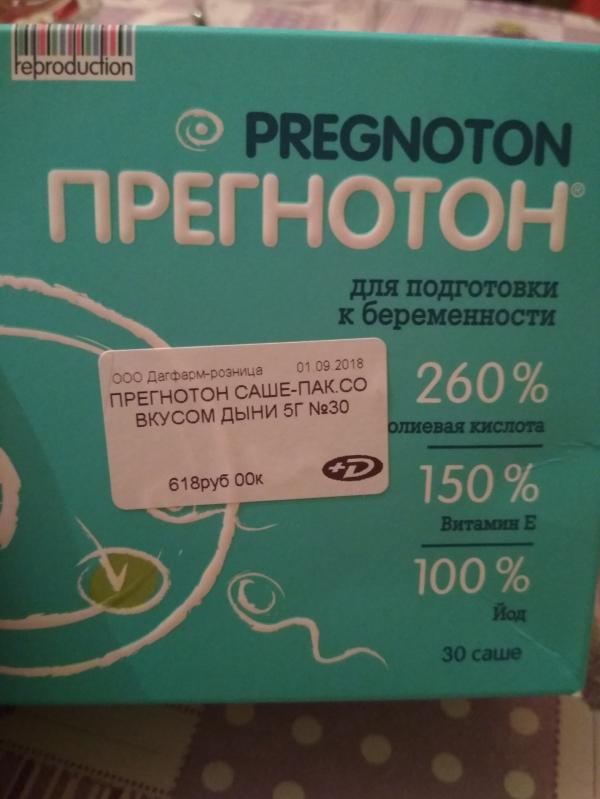 reproduction
PREGNOTON
ПРЕГНОТОН®
для подготовки
к беременности
ООО Дагфарм-розница 01.09.2018
ПРЕГНОТОН САШЕ-ПАК.СО
ВКУСОМ ДЫНИ 5Г №30
618руб 00к
+D
260%
олиевая кислота
150%
Витамин Е
100%
Йод
30 саше